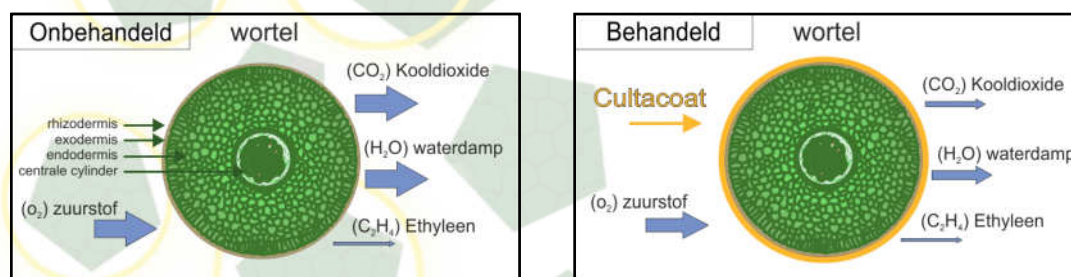 Onbehandeld
wortel
(CO₂) Kooldioxide
rhizodermis
exodermis
endodermis
centrale cylinder
(H₂O) waterdamp
(o₂) zuurstof
(C₂H₄) Ethyleen
Behandeld
wortel
(CO₂) Kooldioxide
Cultacoat
(H₂O) waterdamp
(o₂) zuurstof
(C₂H₄) Ethyleen